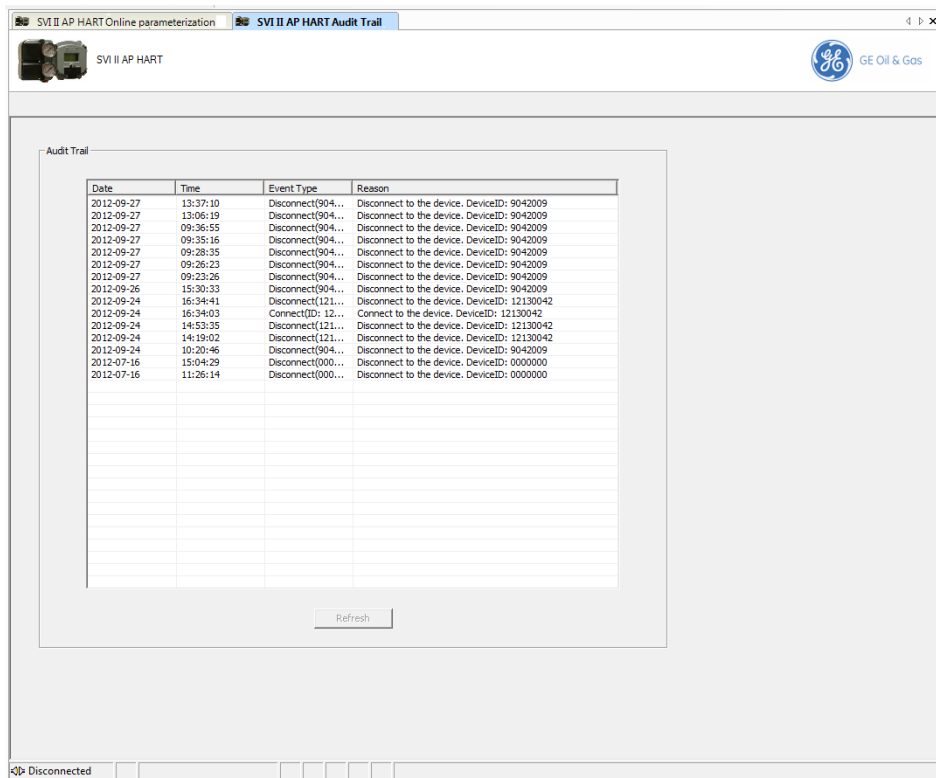 SVI II AP HART Online parameterization SVI II AP HART Audit Trail
SVI II AP HART
GE Oil & Gas
Audit Trail
Date Time Event Type Reason
2012-09-27 13:37:10 Disconnect(904... Disconnect to the device. DeviceID: 9042009
2012-09-27 13:06:19 Disconnect(904... Disconnect to the device. DeviceID: 9042009
2012-09-27 09:36:55 Disconnect(904... Disconnect to the device. DeviceID: 9042009
2012-09-27 09:35:16 Disconnect(904... Disconnect to the device. DeviceID: 9042009
2012-09-27 09:28:35 Disconnect(904... Disconnect to the device. DeviceID: 9042009
2012-09-27 09:26:23 Disconnect(904... Disconnect to the device. DeviceID: 9042009
2012-09-27 09:23:26 Disconnect(904... Disconnect to the device. DeviceID: 9042009
2012-09-26 15:30:33 Disconnect(904... Disconnect to the device. DeviceID: 9042009
2012-09-24 16:34:41 Disconnect(121... Disconnect to the device. DeviceID: 12130042
2012-09-24 16:34:03 Connect(ID: 12... Connect to the device. DeviceID: 12130042
2012-09-24 14:53:35 Disconnect(121... Disconnect to the device. DeviceID: 12130042
2012-09-24 14:19:02 Disconnect(121... Disconnect to the device. DeviceID: 12130042
2012-09-24 10:20:46 Disconnect(904... Disconnect to the device. DeviceID: 9042009
2012-07-16 15:04:29 Disconnect(000... Disconnect to the device. DeviceID: 0000000
2012-07-16 11:26:14 Disconnect(000... Disconnect to the device. DeviceID: 0000000
Refresh
Disconnected